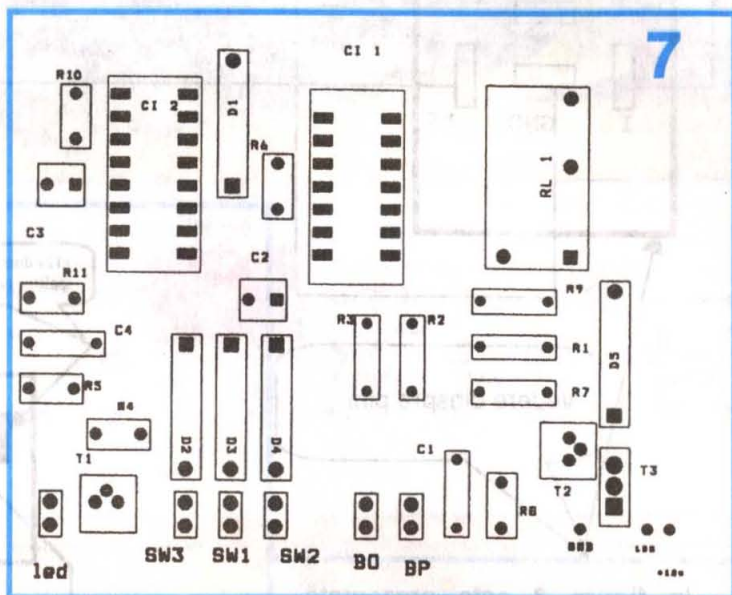 7
CI 1
R10
CI 2
D1
R6
RL 1
C3
C2
R11
R9
C4
R3
R2
R1
D5
R5
R7
R4
D2
D3
D4
T1
C1
T2
T3
R8
SW3
SW1
SW2
BO
BP
led